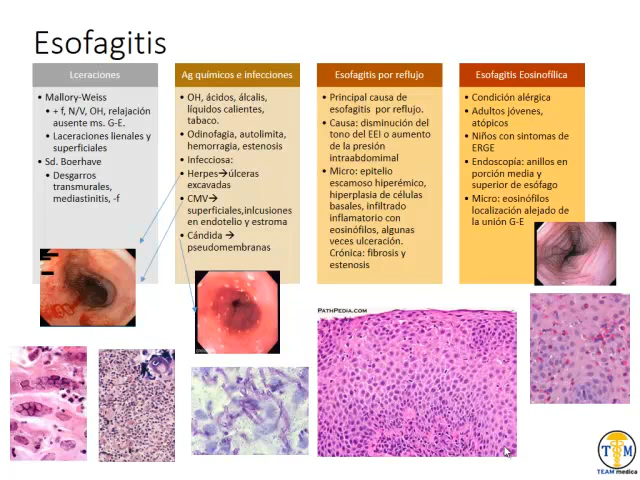 Esofagitis
Lceraciones
• Mallory-Weiss
• + f, N/V, OH, relajación
ausente ms. G-E.
• Laceraciones lienales y
superficiales
• Sd. Boerhave
• Desgarros
transmurales,
mediastinitis, -f
Ag químicos e infecciones
• OH, ácidos, álcalis,
líquidos calientes,
tabaco.
• Odinofagia, autolimita,
hemorragia, estenosis
• Infecciosa:
• Herpes→úlceras
excavadas
• CMV→
superficiales,inlcusiones
en endotelio y estroma
• Cándida →
pseudomembranas
Esofagitis por reflujo
• Principal causa de
esofagitis por reflujo.
• Causa: disminución del
tono del EEI o aumento
de la presión
intraabdominal
• Micro: epitelio
escamoso hiperémico,
hiperplasia de células
basales, infiltrado
inflamatorio con
eosinófilos, algunas
veces ulceración.
Crónica: fibrosis y
estenosis
Esofagitis Eosinofílica
• Condición alérgica
• Adultos jóvenes,
atópicos
• Niños con sintomas de
ERGE
• Endoscopía: anillos en
porción media y
superior de esófago
• Micro: eosinófilos
localización alejado de
la unión G-E
PATHPEDIA.COM
T M
TEAM medica